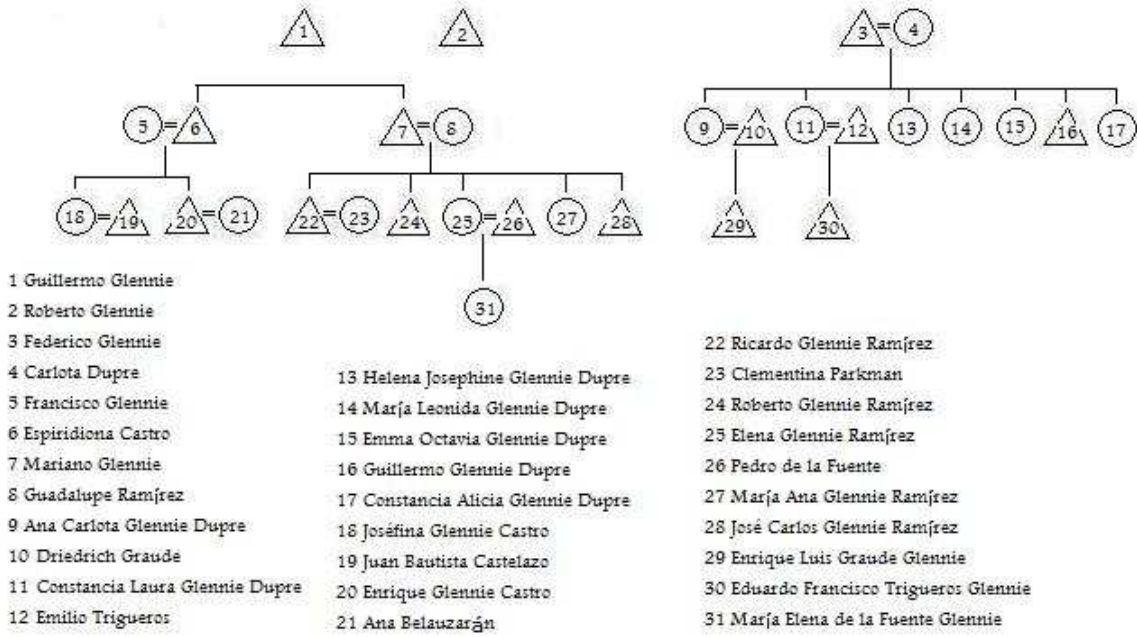 1 2 3 = 4
5 = 6 7 = 8 9 = 10 11 = 12 13 14 15 16 17
18 = 19 20 = 21 22 = 23 24 25 = 26 27 28 29 30
31
1 Guillermo Glennie
2 Roberto Glennie
3 Federico Glennie
4 Carlota Dupre
5 Francisco Glennie
6 Espiridiona Castro
7 Mariano Glennie
8 Guadalupe Ramírez
9 Ana Carlota Glennie Dupre
10 Driedrich Graude
11 Constancia Laura Glennie Dupre
12 Emilio Trigueros
13 Helena Josephine Glennie Dupre
14 María Leonida Glennie Dupre
15 Emma Octavia Glennie Dupre
16 Guillermo Glennie Dupre
17 Constancia Alicia Glennie Dupre
18 Joséfina Glennie Castro
19 Juan Bautista Castelazo
20 Enrique Glennie Castro
21 Ana Belauzarán
22 Ricardo Glennie Ramírez
23 Clementina Parkman
24 Roberto Glennie Ramírez
25 Elena Glennie Ramírez
26 Pedro de la Fuente
27 María Ana Glennie Ramírez
28 José Carlos Glennie Ramírez
29 Enrique Luis Graude Glennie
30 Eduardo Francisco Trigueros Glennie
31 María Elena de la Fuente Glennie